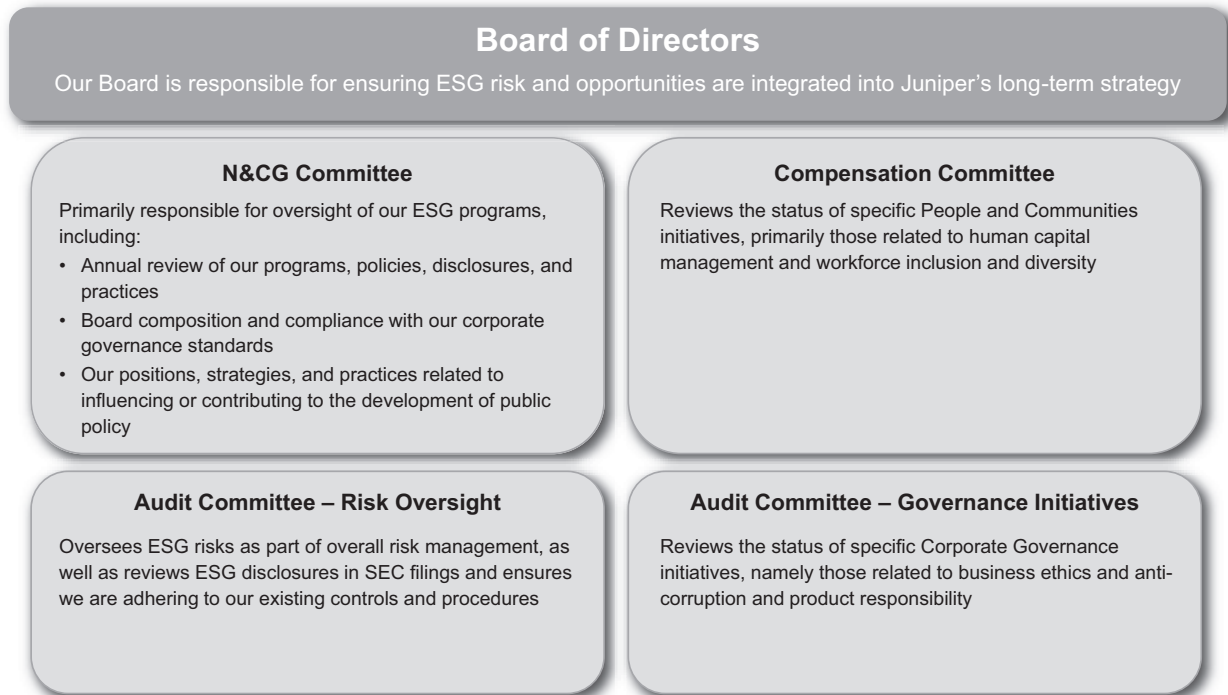 Board of Directors
Our Board is responsible for ensuring ESG risk and opportunities are integrated into Juniper's long-term strategy
N&CG Committee
Primarily responsible for oversight of our ESG programs,
including:
• Annual review of our programs, policies, disclosures, and
practices
• Board composition and compliance with our corporate
governance standards
• Our positions, strategies, and practices related to
influencing or contributing to the development of public
policy
Compensation Committee
Reviews the status of specific People and Communities
initiatives, primarily those related to human capital
management and workforce inclusion and diversity
Audit Committee – Risk Oversight
Oversees ESG risks as part of overall risk management, as
well as reviews ESG disclosures in SEC filings and ensures
we are adhering to our existing controls and procedures
Audit Committee – Governance Initiatives
Reviews the status of specific Corporate Governance
initiatives, namely those related to business ethics and anti-
corruption and product responsibility